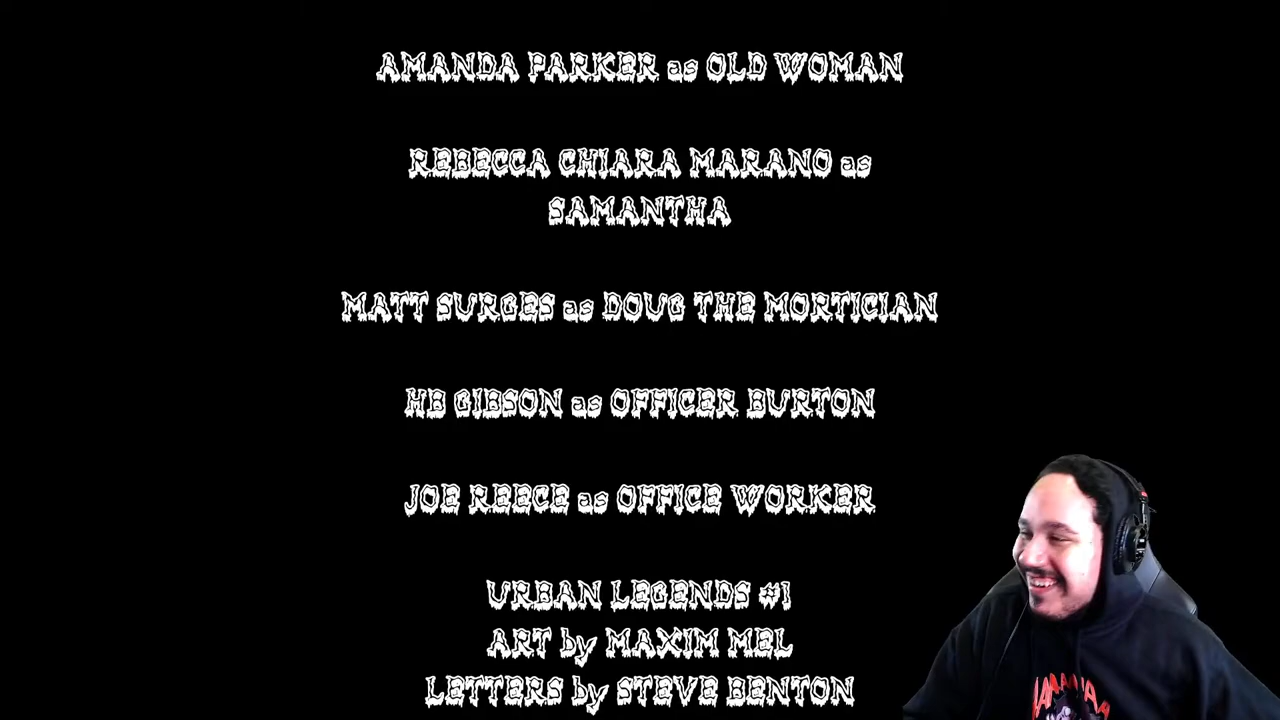 AMANDA PARKER as OLD WOMAN
REBECCA CHIARA MARANO as
SAMANTHA
MATT SURGES as DOUG THE MORTICIAN
HB GIBSON as OFFICER BURTON
JOE REECE as OFFICE WORKER
URBAN LEGENDS #1
ART by MAXIM MEL
LETTERS by STEVE BENTON